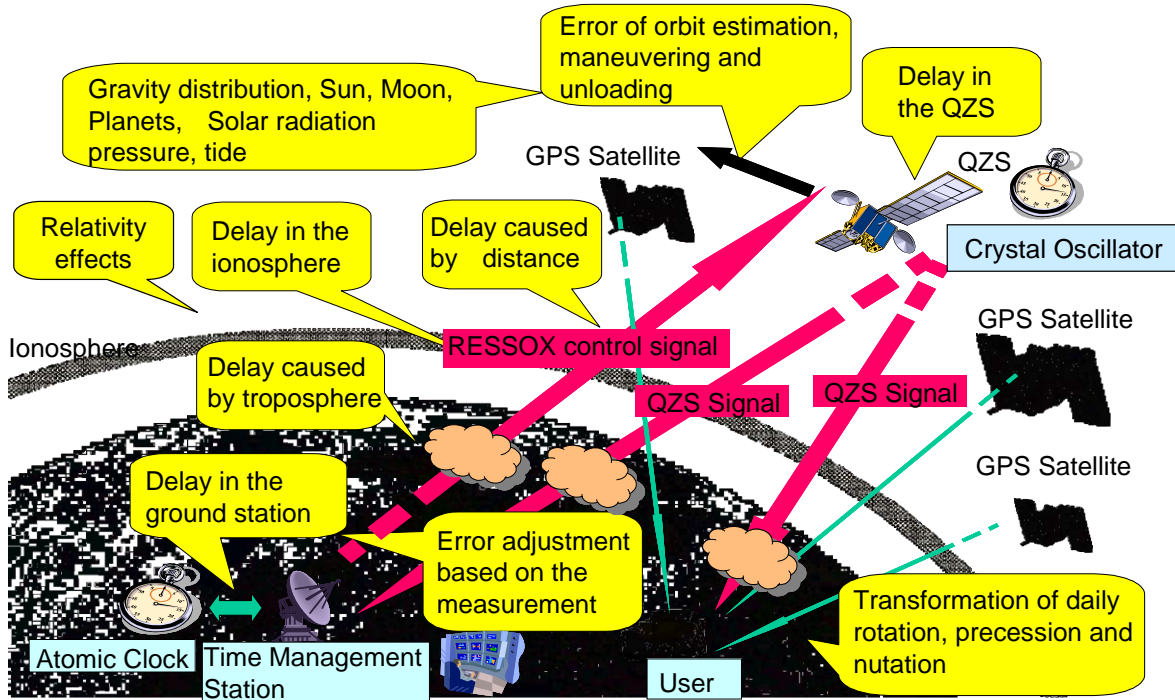 Error of orbit estimation,
maneuvering and
unloading
Gravity distribution, Sun, Moon,
Planets, Solar radiation
pressure, tide
Delay in
the QZS
GPS Satellite
QZS
Relativity
effects
Delay in the
ionosphere
Delay caused
by distance
Crystal Oscillator
GPS Satellite
Ionosphere
RESSOX control signal
Delay caused
by troposphere
QZS Signal
QZS Signal
GPS Satellite
Delay in the
ground station
Error adjustment
based on the
measurement
Transformation of daily
rotation, precession and
nutation
Atomic Clock
Time Management
Station
User